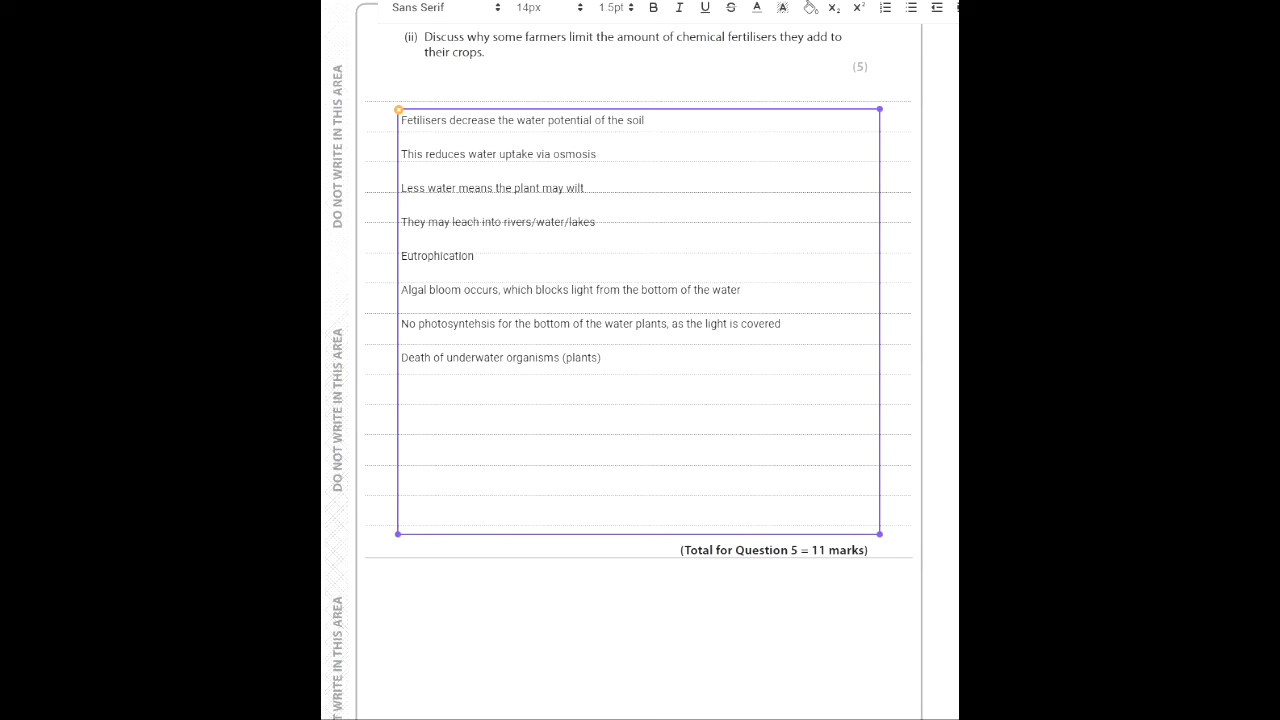 Sans Serif 14px 1.5pt B I U S A A x₂ x²
DO NOT WRITE IN THIS AREA
(ii) Discuss why some farmers limit the amount of chemical fertilisers they add to
their crops.
(5)
Fetilisers decrease the water potential of the soil
This reduces water uptake via osmosis
Less water means the plant may wilt
They may leach into rivers/water/lakes
Eutrophication
Algal bloom occurs, which blocks light from the bottom of the water
DO NOT WRITE IN THIS AREA
No photosyntehsis for the bottom of the water plants, as the light is covered
Death of underwater organisms (plants)
(Total for Question 5 = 11 marks)
T WRITE IN THIS AREA